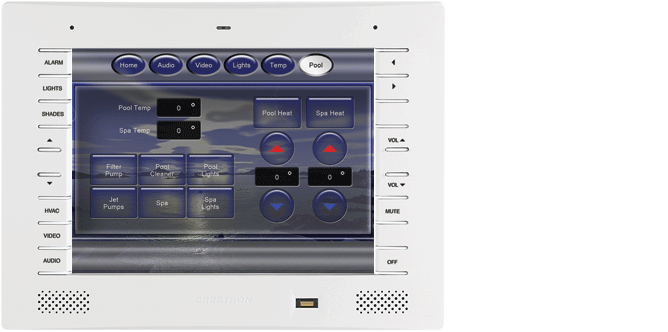 Home Audio Video Lights Temp Pool
ALARM
LIGHTS
SHADES
HVAC
VIDEO
AUDIO
Pool Temp 0 °
Spa Temp 0 °
Pool Heat Spa Heat
0 ° 0 °
Filter Pump
Pool Cleaner
Pool Lights
Jet Pumps
Spa
Spa Lights
VOL
VOL
MUTE
OFF
CRESTRON